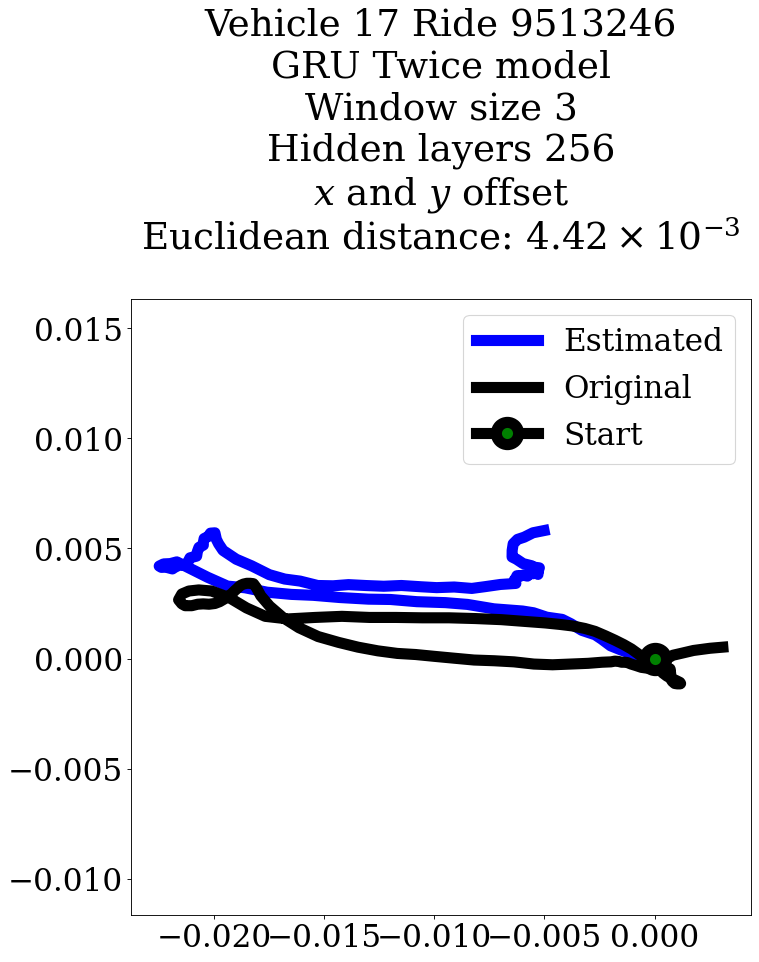 Vehicle 17 Ride 9513246
GRU Twice model
Window size 3
Hidden layers 256
x and y offset
Euclidean distance: 4.42 × 10⁻³
Estimated
Original
Start
0.015
0.010
0.005
0.000
−0.005
−0.010
−0.020 −0.015 −0.010 −0.005 0.000